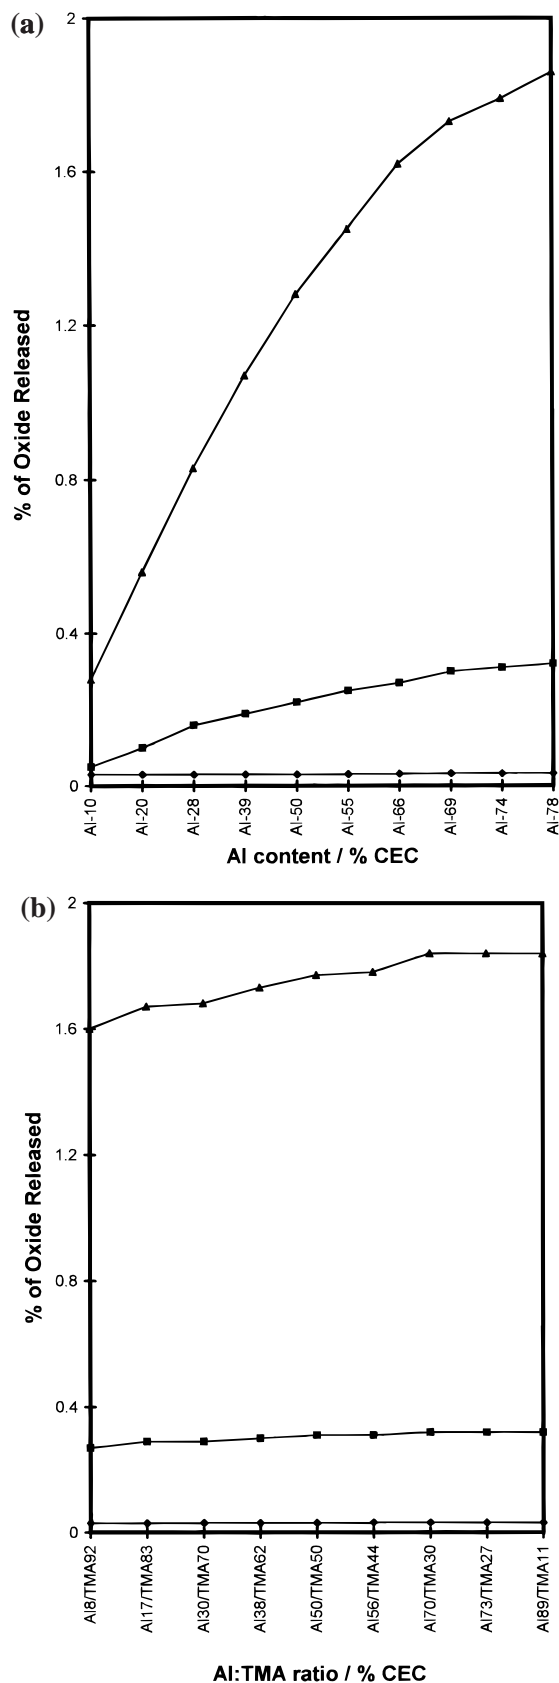 (a)
2
1.6
1.2
0.8
0.4
0
% of Oxide Released
Al-10
Al-20
Al-28
Al-39
Al-50
Al-55
Al-66
Al-69
Al-74
Al-78
Al content / % CEC
(b)
2
1.6
1.2
0.8
0.4
0
% of Oxide Released
Al8/TMA92
Al17/TMA83
Al30/TMA70
Al38/TMA62
Al50/TMA50
Al56/TMA44
Al70/TMA30
Al73/TMA27
Al89/TMA11
Al:TMA ratio / % CEC